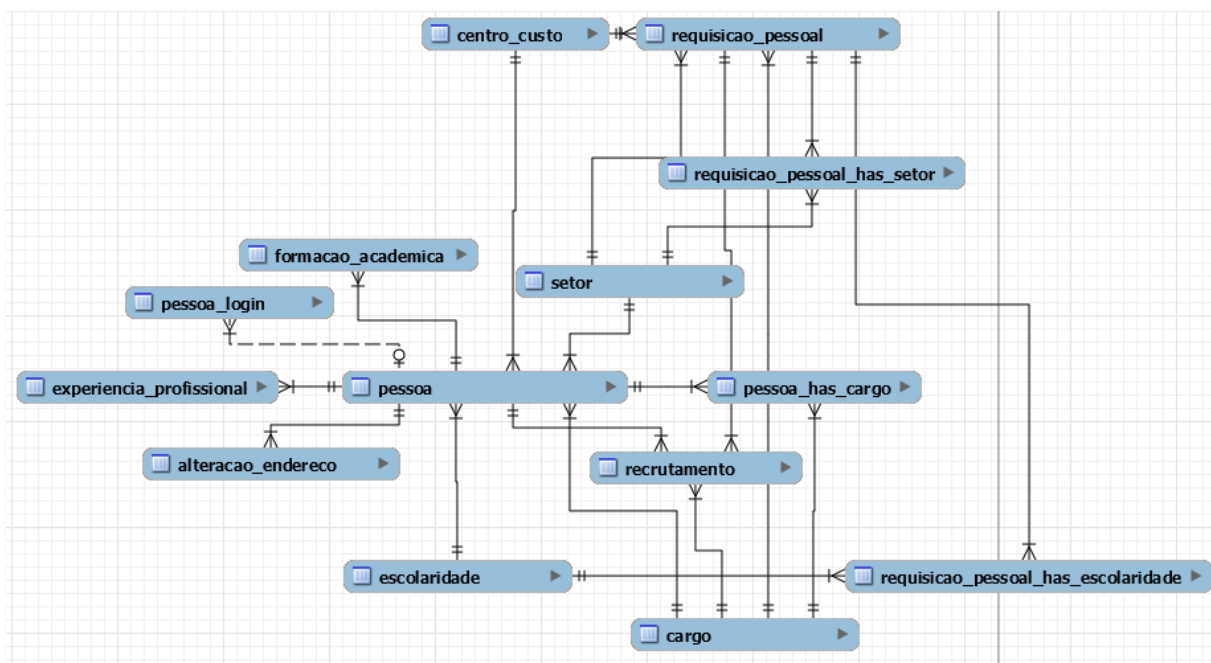 centro_custo
requisicao_pessoal
requisicao_pessoal_has_setor
formacao_academica
setor
pessoa_login
experiencia_profissional
pessoa
pessoa_has_cargo
alteracao_endereco
recrutamento
escolaridade
requisicao_pessoal_has_escolaridade
cargo